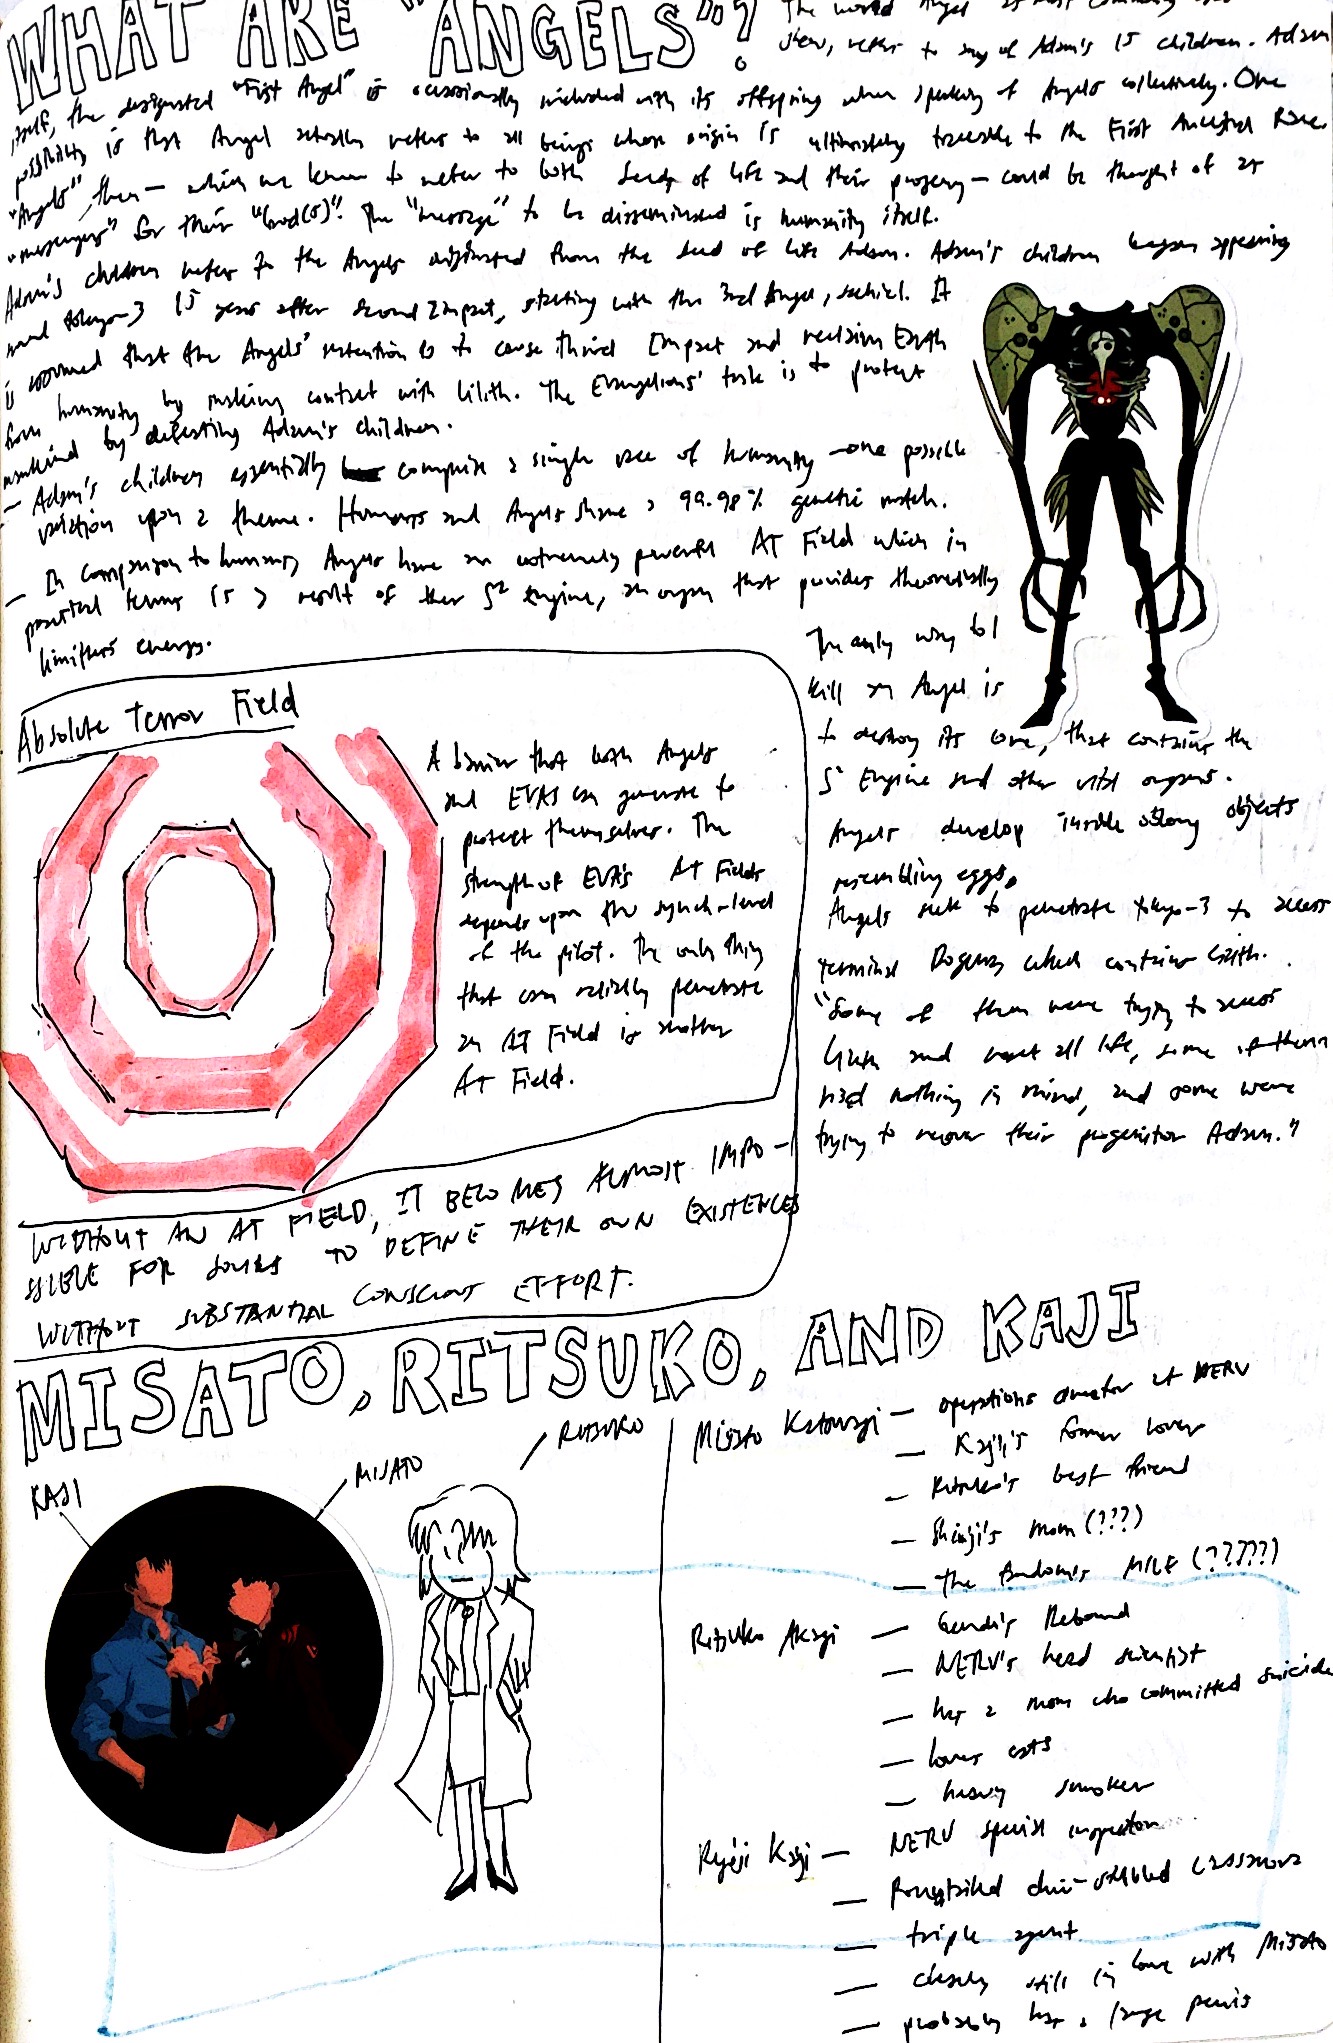 WHAT ARE "ANGELS"?
The world Angel is most commonly
refers to any of Adam's 15 children. Adam
itself, the designated "First Angel" is occasionally included with its offspring when speaking of Angels collectively. One
possibility is that Angel actually refers to all beings whose origin is ultimately traceable to the First Ancestral Race.
"Angels", then — which we know to refer to both Seeds of Life and their progeny — could be thought of as
"messengers" for their "God(s)". The "message" to be disseminated is humanity itself.
Adam's children refer to the Angels originated from the Seed of Life Adam. Adam's children began appearing
around Tokyo-3 15 years after Second Impact, starting with the 3rd Angel, Sachiel. It
is assumed that the Angels' intention is to cause Third Impact and reclaim Earth
from humanity by making contact with Lilith. The Evangelions' task is to protect
mankind by defeating Adam's children.
— Adam's children essentially comprise a single race of humanity — one possible
variation upon a theme. Humans and Angels share a 99.98% genetic match.
— In comparison to humans, Angels have an extremely powerful AT Field which in
practical terms is a result of their S² Engine, an organ that provides theoretically
limitless energy.
The only way to
kill an Angel is
to destroy its core, that contains the
S² Engine and other vital organs.
Angels develop inside oblong objects
resembling eggs.
Angels seek to penetrate Tokyo-3 to access
Terminal Dogma which contains Lilith.
"Some of them were trying to access
Lilith and reset all life, some of them
had nothing in mind, and some were
trying to recover their progenitor Adam."
Absolute Terror Field
A barrier that both Angels
and EVAs can generate to
protect themselves. The
strength of EVA's AT Fields
depends upon the synch-level
of the pilot. The only thing
that can reliably penetrate
an AT Field is another
AT Field.
WITHOUT AN AT FIELD, IT BECOMES ALMOST IMPO-
SSIBLE FOR SOULS TO DEFINE THEIR OWN EXISTENCES
WITHOUT SUBSTANTIAL CONSCIOUS EFFORT.
MISATO, RITSUKO, AND KAJI
KAJI
MISATO
RITSUKO
Misato Katsuragi — operations director at NERV
— Kaji's former lover
— Ritsuko's best friend
— Shinji's mom (???)
— The Fandom's MILF (?????)
Ritsuko Akagi — Gendo's Rebound
— NERV's head scientist
— has a mom who committed suicide
— loves cats
— heavy smoker
Ryoji Kaji — NERV special inspector
— Ponytailed chin-stubbled Casanova
— triple agent
— clearly still in love with Misato
— probably has a large penis